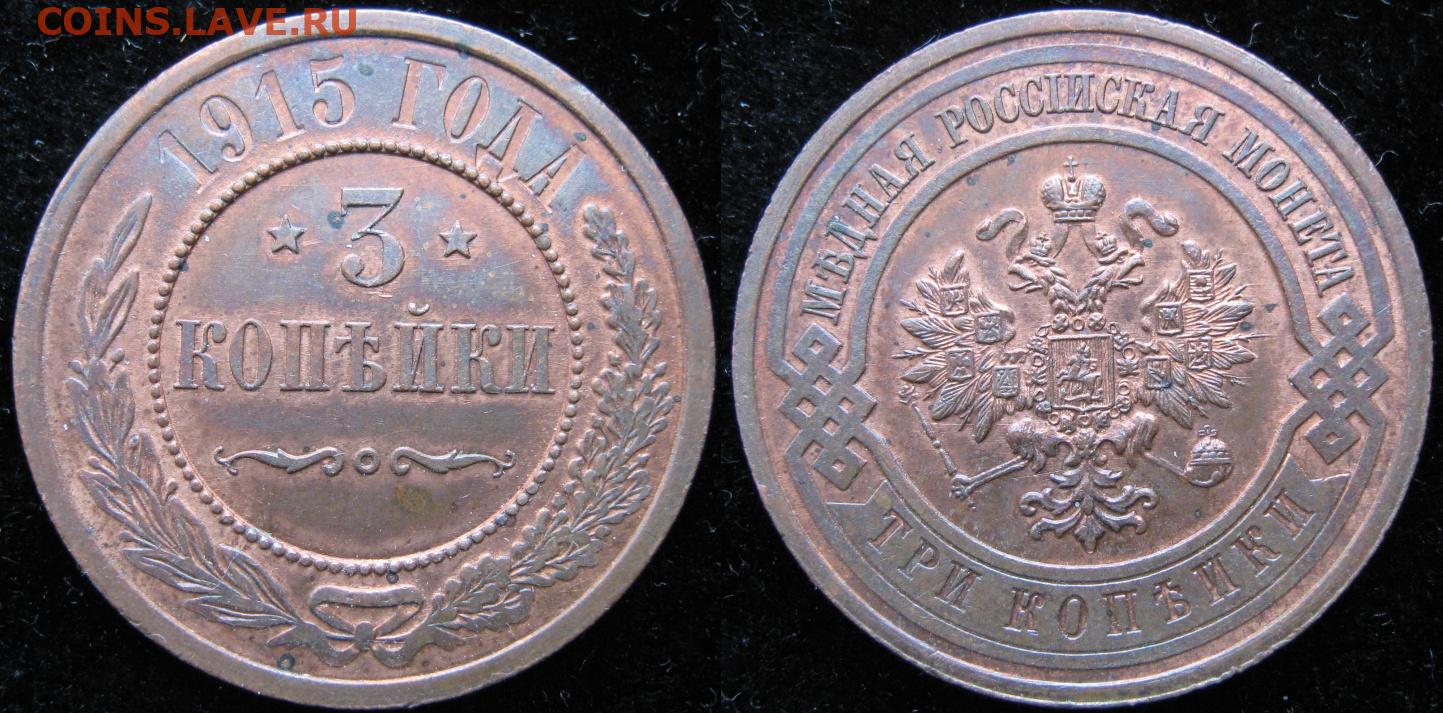 COINS.LAVE.RU
1915 ГОДА
3
КОПѢЙКИ
МѢДНАЯ РОССІЙСКАЯ МОНЕТА
ТРИ КОПѢЙКИ